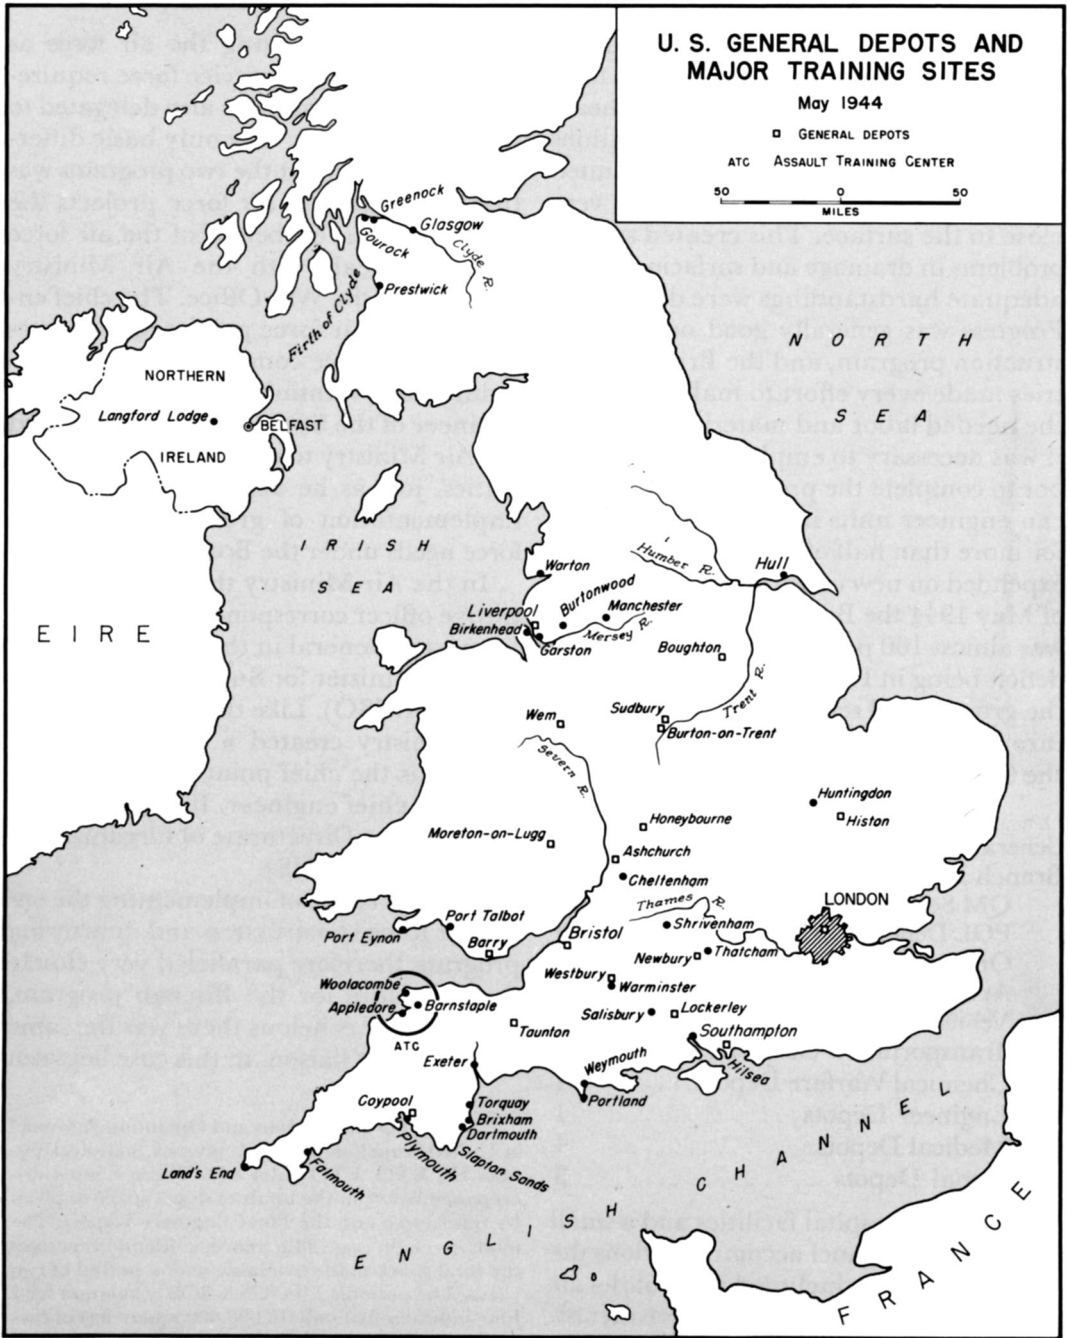 U. S. GENERAL DEPOTS AND
MAJOR TRAINING SITES
May 1944
GENERAL DEPOTS
ATC ASSAULT TRAINING CENTER
50 0 50
MILES
Greenock
Glasgow
Gourock
Clyde R.
Prestwick
Firth of Clyde
NORTH
SEA
NORTHERN
Langford Lodge
BELFAST
IRELAND
IRISH
SEA
EIRE
Humber R.
Hull
Warton
Burtonwood
Liverpool
Manchester
Birkenhead
Mersey R.
Garston
Boughton
Trent R.
Sudbury
Wem
Burton-on-Trent
Severn R.
Huntingdon
Honeybourne
Histon
Moreton-on-Lugg
Ashchurch
Cheltenham
Thames R.
LONDON
Port Talbot
Shrivenham
Port Eynon
Bristol
Barry
Newbury
Thatcham
Westbury
Warminster
Woolacombe
Appledore
Barnstaple
Salisbury
Lockerley
Taunton
Southampton
ATC
Hilsea
Exeter
Weymouth
Portland
Coypool
Torquay
Brixham
Dartmouth
Plymouth
Slapton Sands
Land's End
Falmouth
ENGLISH CHANNEL
FRANCE